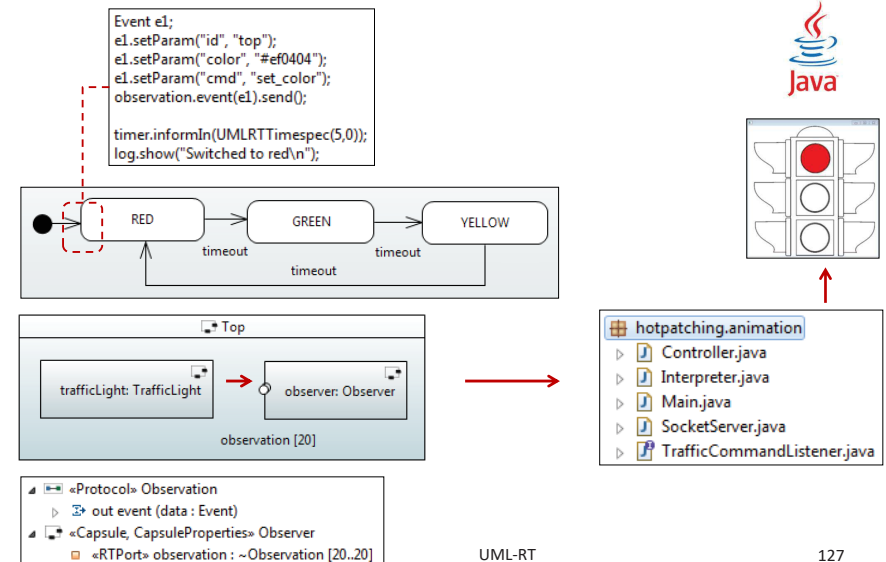 Event e1;
e1.setParam("id", "top");
e1.setParam("color", "#ef0404");
e1.setParam("cmd", "set_color");
observation.event(e1).send();
timer.informIn(UMLRTTimespec(5,0));
log.show("Switched to red\n");
Java
RED
GREEN
YELLOW
timeout
timeout
timeout
Top
trafficLight: TrafficLight
observer: Observer
observation [20]
hotpatching.animation
Controller.java
Interpreter.java
Main.java
SocketServer.java
TrafficCommandListener.java
«Protocol» Observation
out event (data : Event)
«Capsule, CapsuleProperties» Observer
«RTPort» observation : ~Observation [20..20]
UML-RT
127